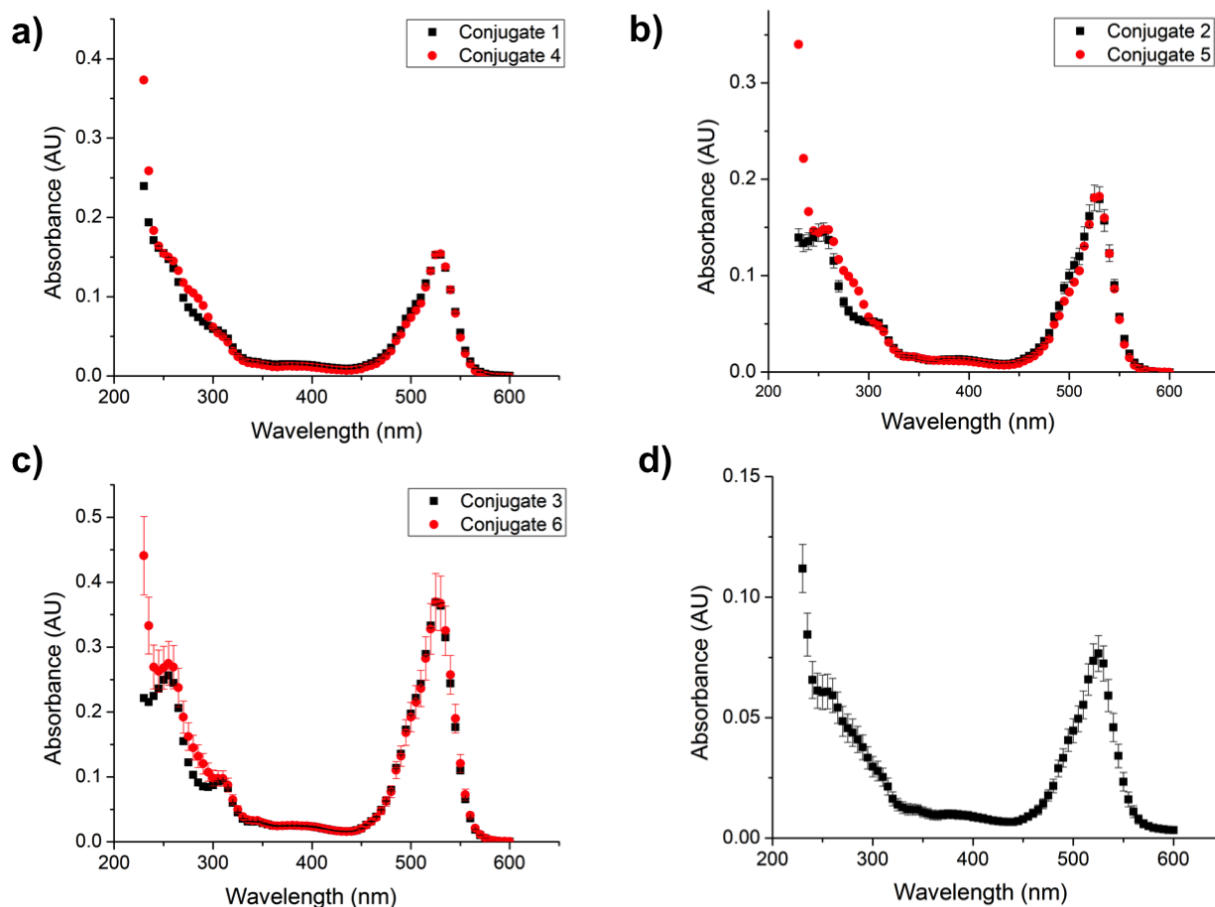 a)
Conjugate 1
Conjugate 4
0.4
0.3
0.2
0.1
0.0
Absorbance (AU)
200 300 400 500 600
Wavelength (nm)
b)
Conjugate 2
Conjugate 5
0.3
0.2
0.1
0.0
Absorbance (AU)
200 300 400 500 600
Wavelength (nm)
c)
Conjugate 3
Conjugate 6
0.5
0.4
0.3
0.2
0.1
0.0
Absorbance (AU)
200 300 400 500 600
Wavelength (nm)
d)
0.15
0.10
0.05
0.00
Absorbance (AU)
200 300 400 500 600
Wavelength (nm)